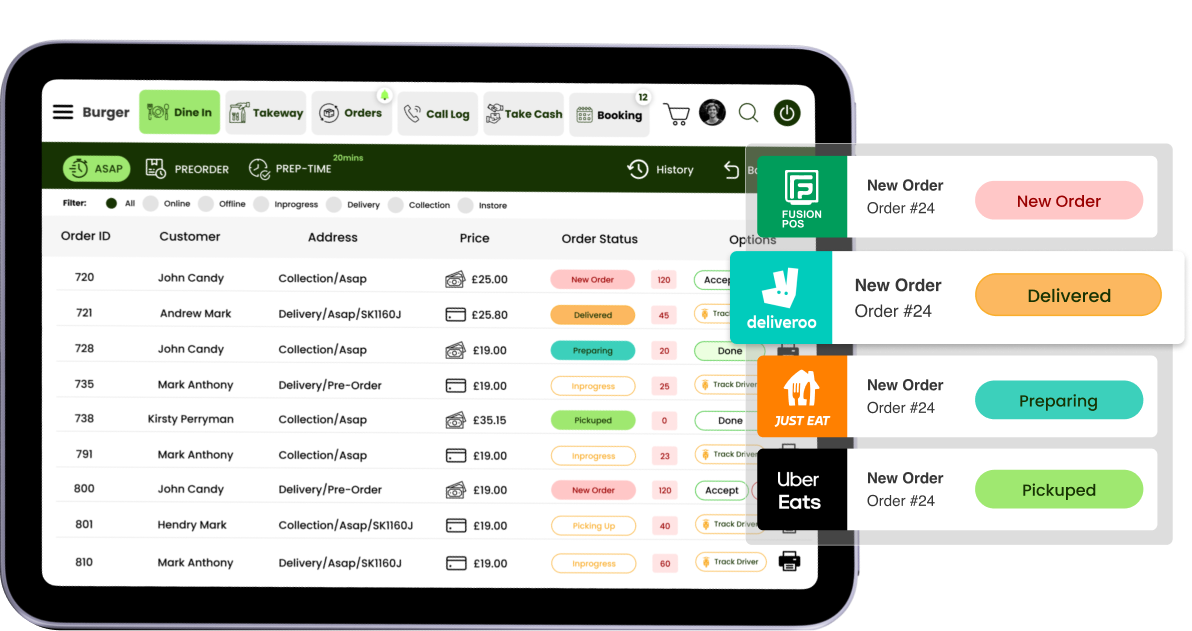 12
Burger Dine In Takeway Orders Call Log Take Cash Booking
20mins
ASAP PREORDER PREP-TIME History
Filter: All Online Offline Inprogress Delivery Collection Instore
Order ID Customer Address Price Order Status Options
720 John Candy Collection/Asap £25.00 New Order 120
721 Andrew Mark Delivery/Asap/SK1160J £25.80 Delivered 45
728 John Candy Collection/Asap £19.00 Preparing 20 Done
735 Mark Anthony Delivery/Pre-Order £19.00 Inprogress 25 Track Driver
738 Kirsty Perryman Collection/Asap £35.15 Pickuped 0 Done
791 Mark Anthony Collection/Asap £19.00 Inprogress 23 Track Driver
800 John Candy Delivery/Pre-Order £19.00 New Order 120 Accept
801 Hendry Mark Collection/Asap/SK1160J £19.00 Picking Up 40 Track Driver
810 Mark Anthony Delivery/Asap/SK1160J £19.00 Inprogress 60 Track Driver
FUSION
POS
New Order
Order #24
New Order
deliveroo
New Order
Order #24
Delivered
JUST EAT
New Order
Order #24
Preparing
Uber
Eats
New Order
Order #24
Pickuped